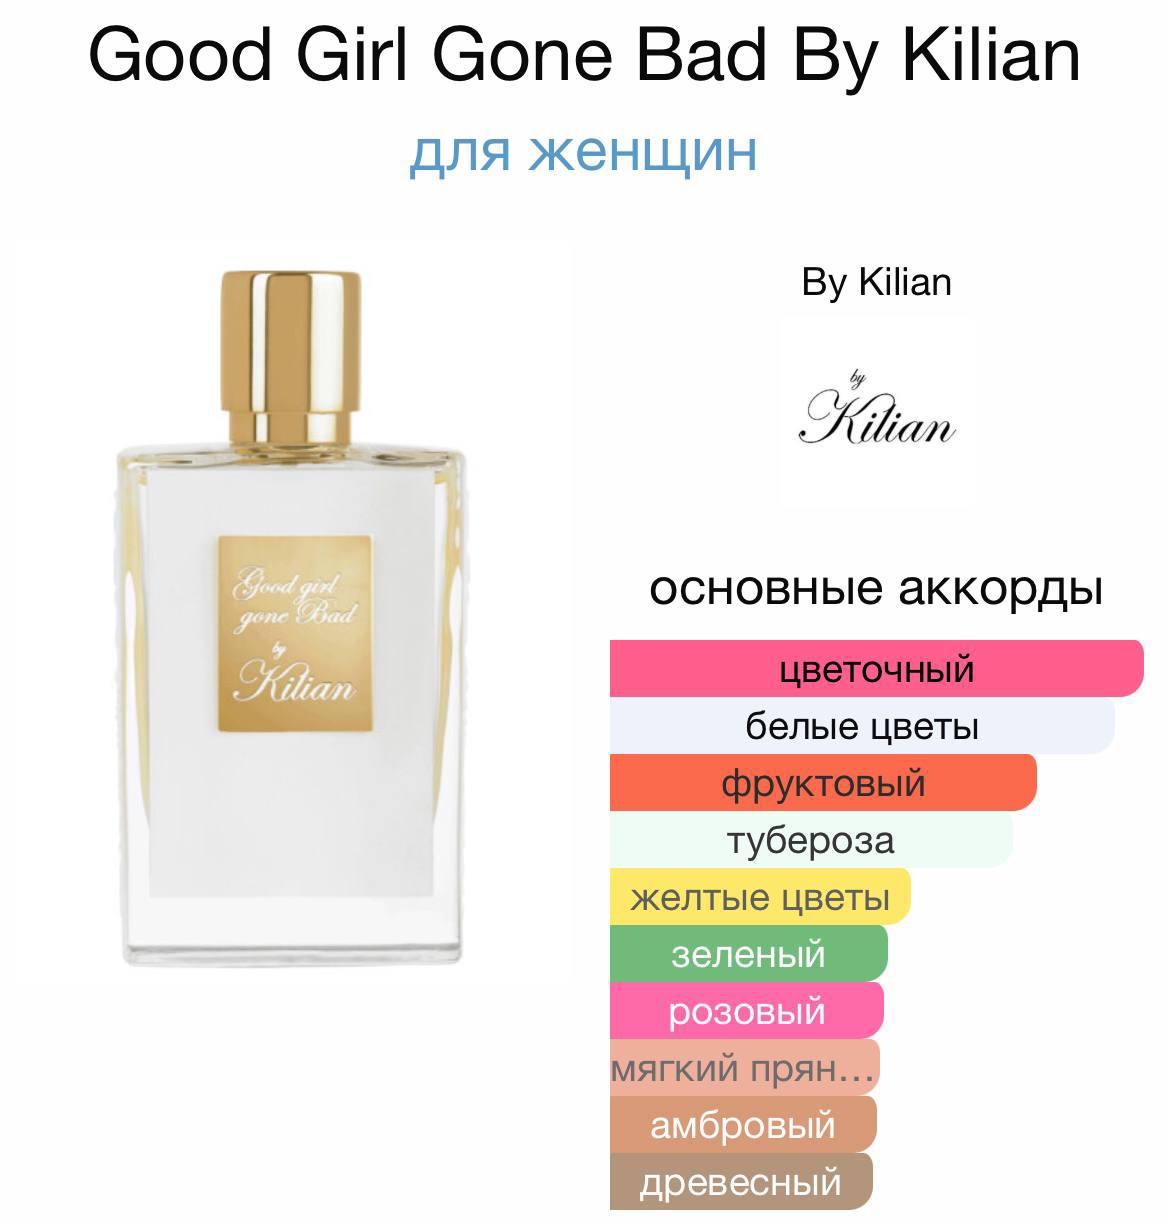 Good Girl Gone Bad By Kilian
для женщин
By Kilian
by
Kilian
Good girl
gone Bad
by
Kilian
основные аккорды
цветочный
белые цветы
фруктовый
тубероза
желтые цветы
зеленый
розовый
мягкий прян...
амбровый
древесный